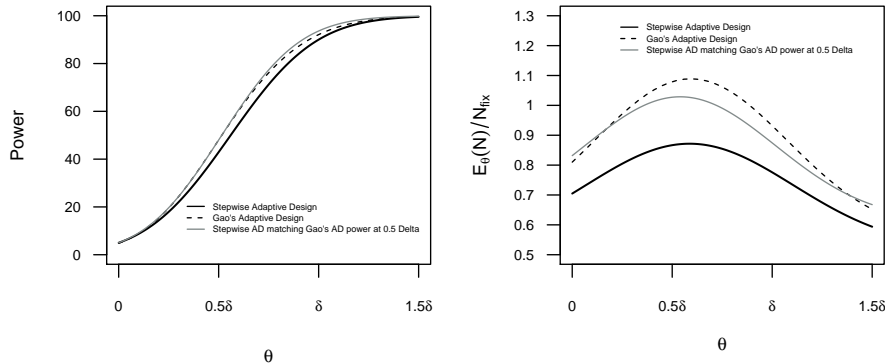 100
80
60
40
20
0
Power
Stepwise Adaptive Design
Gao's Adaptive Design
Stepwise AD matching Gao's AD power at 0.5 Delta
0
0.5δ
δ
1.5δ
θ
1.3
1.2
1.1
1
0.9
0.8
0.7
0.6
0.5
Eθ(N)/Nfix
Stepwise Adaptive Design
Gao's Adaptive Design
Stepwise AD matching Gao's AD power at 0.5 Delta
0
0.5δ
δ
1.5δ
θ